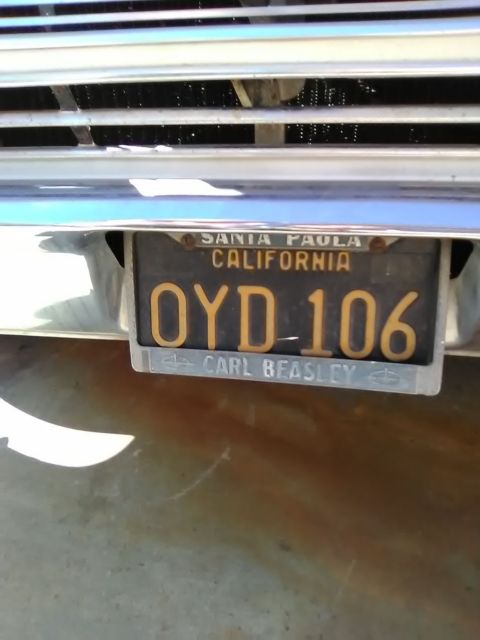 SANTA PAULA
CALIFORNIA
OYD 106
CARL BEASLEY